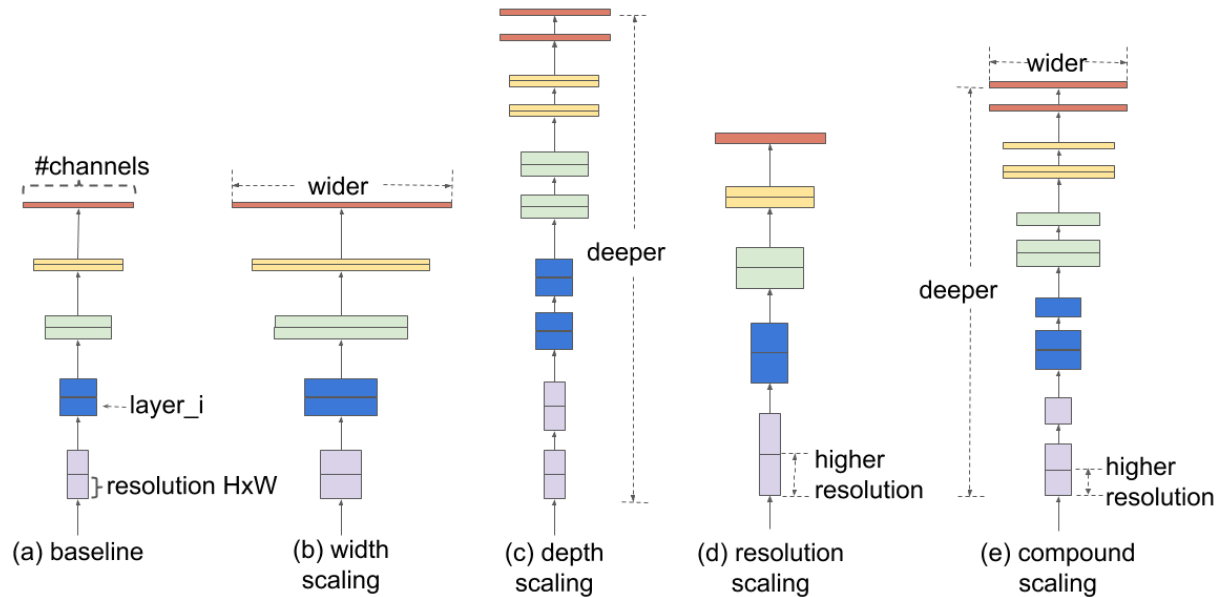 #channels
layer_i
resolution HxW
(a) baseline
wider
(b) width
scaling
deeper
(c) depth
scaling
higher
resolution
(d) resolution
scaling
wider
deeper
higher
resolution
(e) compound
scaling